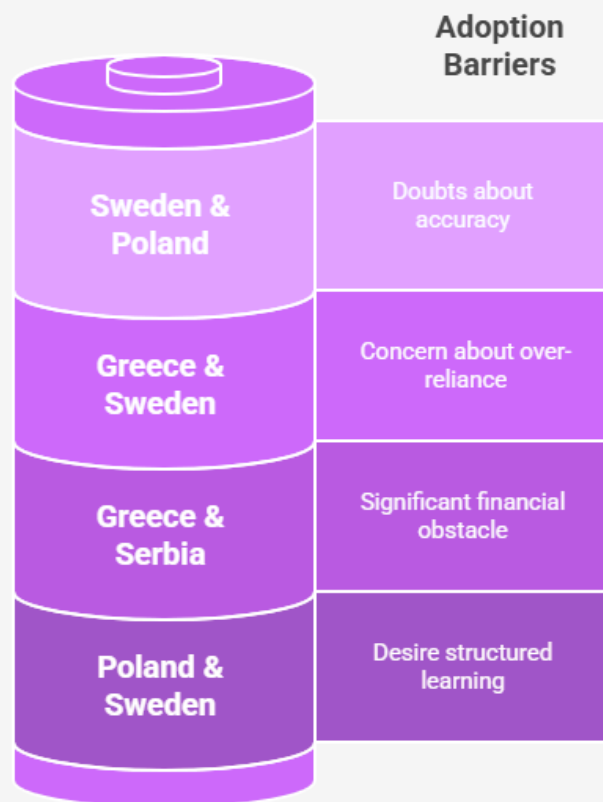 Adoption
Barriers
Sweden &
Poland
Doubts about
accuracy
Greece &
Sweden
Concern about over-
reliance
Greece &
Serbia
Significant financial
obstacle
Poland &
Sweden
Desire structured
learning